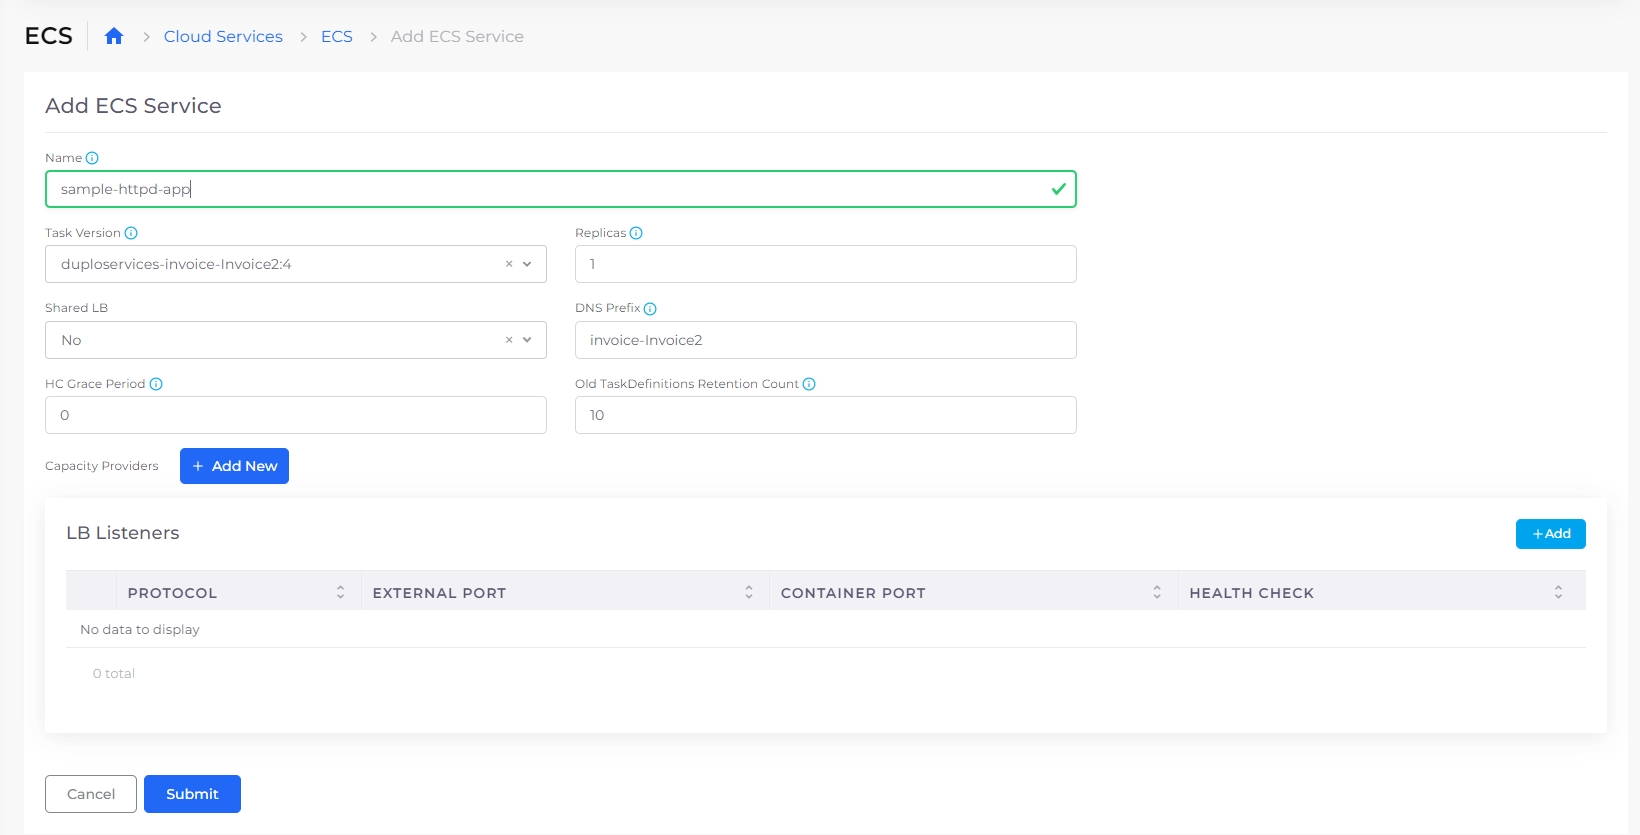 ECS Cloud Services ECS Add ECS Service
Add ECS Service
Name
sample-httpd-app
Task Version Replicas
duploservices-invoice-Invoice2:4 1
Shared LB DNS Prefix
No invoice-Invoice2
HC Grace Period Old TaskDefinitions Retention Count
0 10
Capacity Providers + Add New
LB Listeners +Add
PROTOCOL EXTERNAL PORT CONTAINER PORT HEALTH CHECK
No data to display
0 total
Cancel Submit